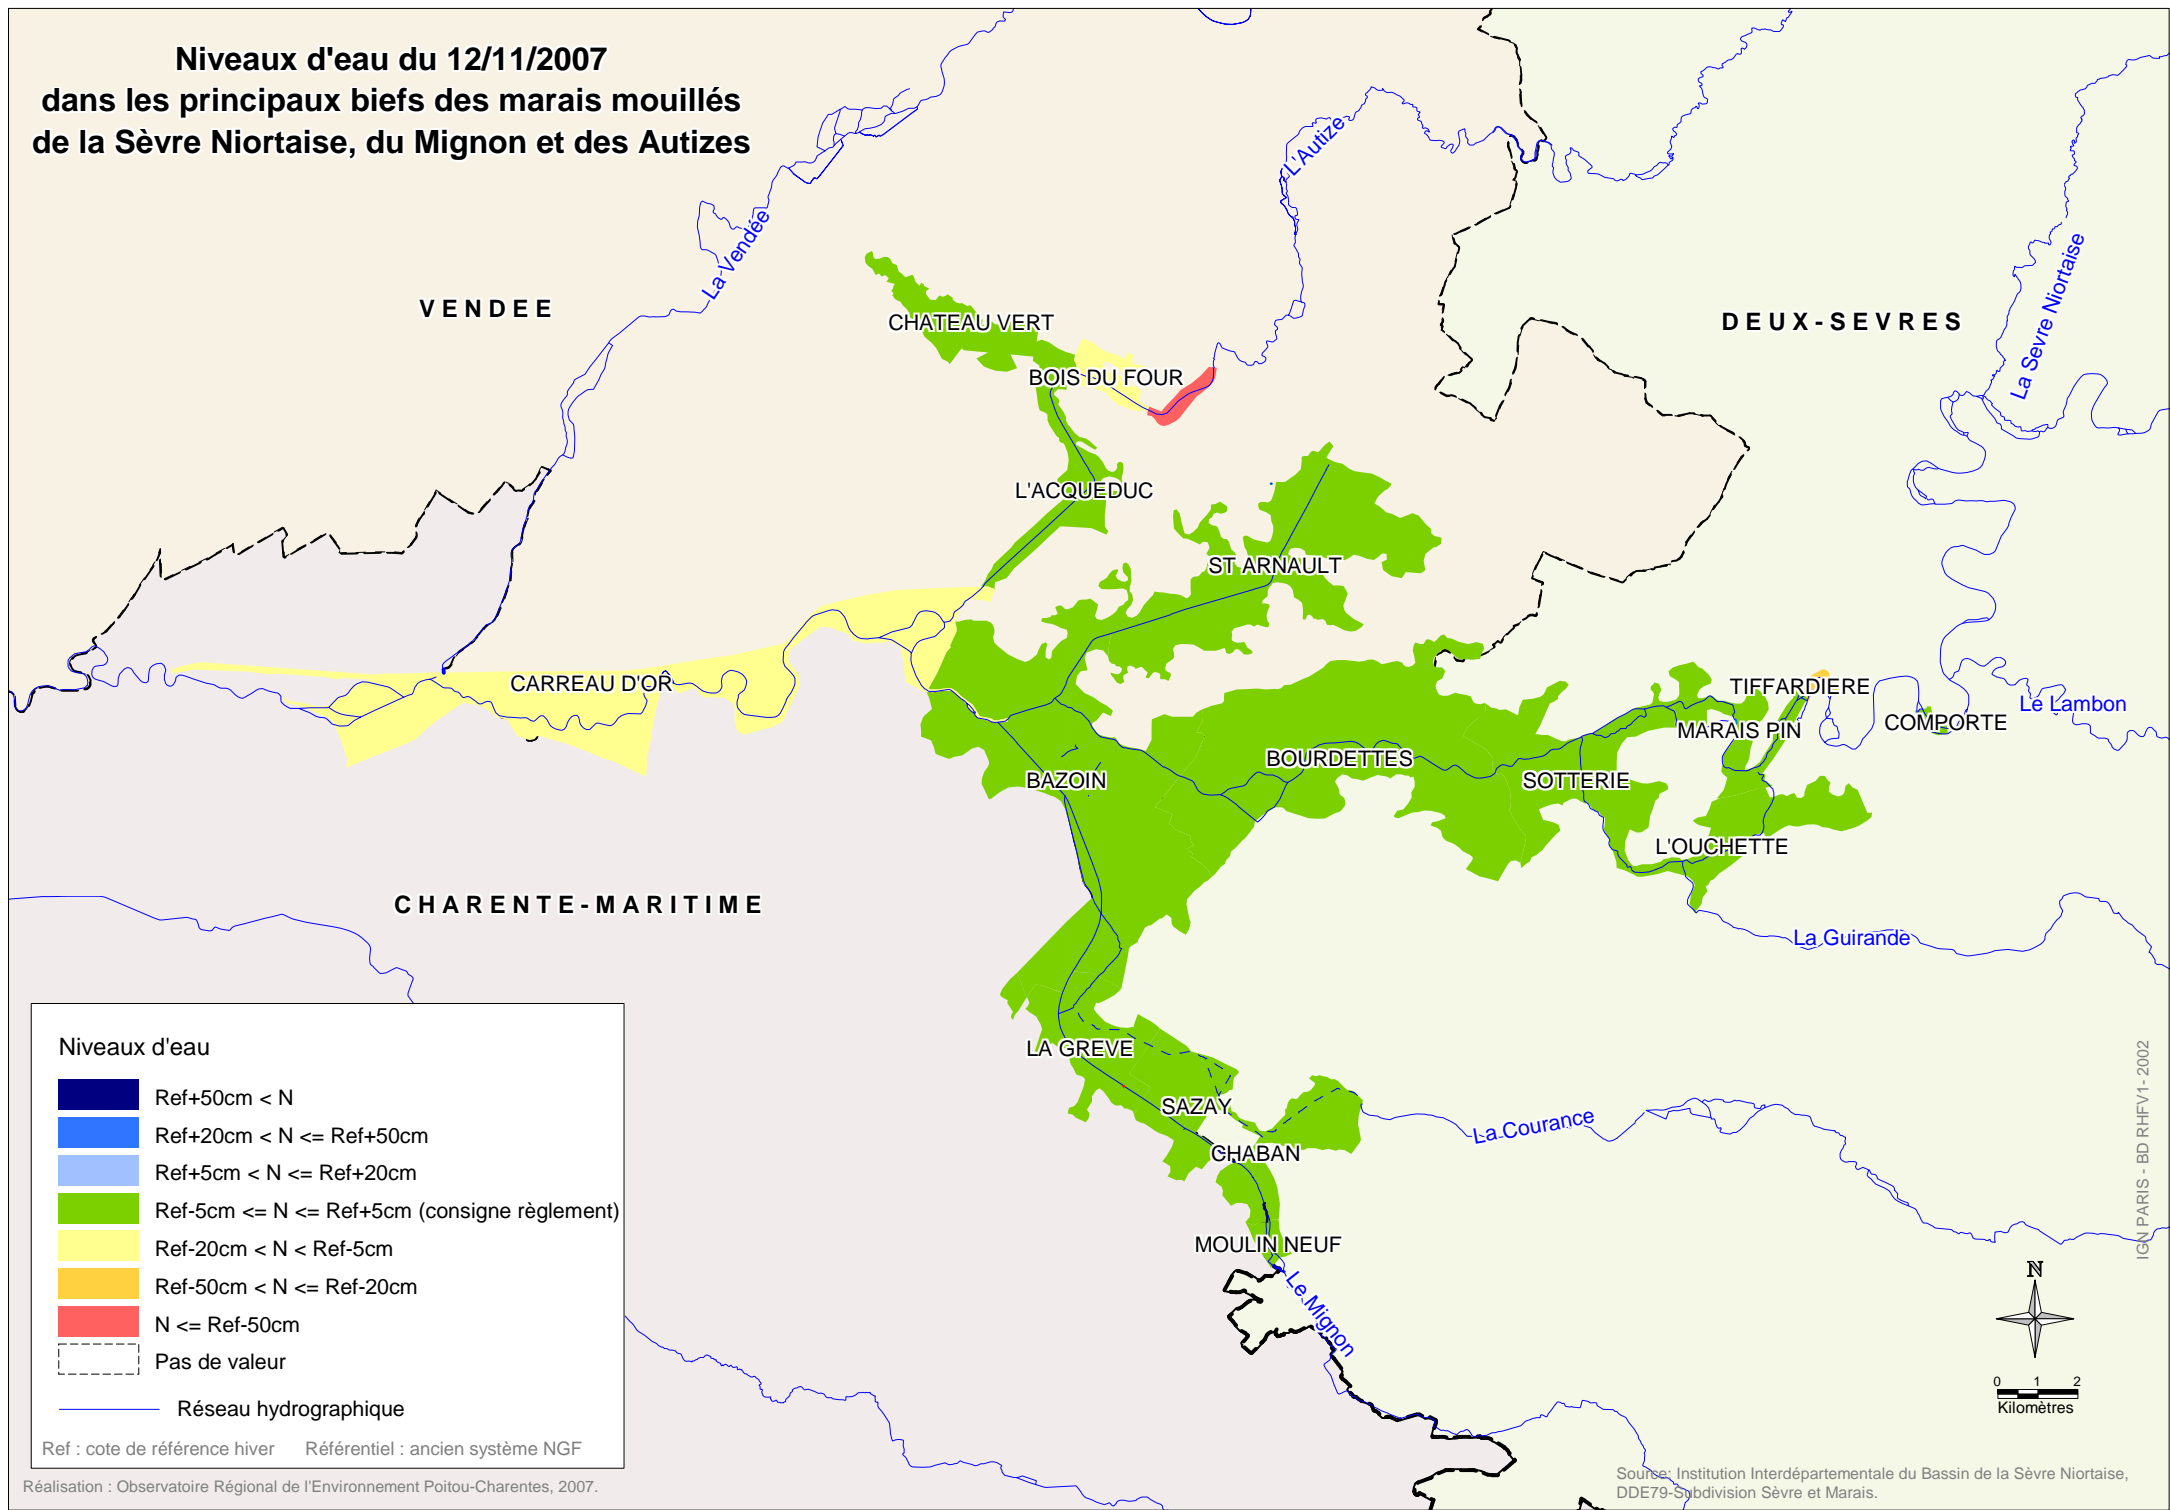 Niveaux d'eau du 12/11/2007
dans les principaux biefs des marais mouillés
de la Sèvre Niortaise, du Mignon et des Autizes
L'Autize
La Vendée
VENDEE
DEUX-SEVRES
La Sevre Niortaise
CHATEAU VERT
BOIS DU FOUR
L'ACQUEDUC
ST ARNAULT
CARREAU D'OR
TIFFARDIERE
Le Lambon
COMPORTE
MARAIS PIN
BOURDETTES
BAZOIN
SOTTERIE
L'OUCHETTE
CHARENTE-MARITIME
La Guirande
LA GREVE
SAZAY
La Courance
CHABAN
MOULIN NEUF
Le Mignon
Niveaux d'eau
Ref+50cm < N
Ref+20cm < N <= Ref+50cm
Ref+5cm < N <= Ref+20cm
Ref-5cm <= N <= Ref+5cm (consigne règlement)
Ref-20cm < N < Ref-5cm
Ref-50cm < N <= Ref-20cm
N <= Ref-50cm
Pas de valeur
Réseau hydrographique
Ref : cote de référence hiver Référentiel : ancien système NGF
Réalisation : Observatoire Régional de l'Environnement Poitou-Charentes, 2007.
IGN PARIS - BD RHFV1- 2002
N
0 1 2
Kilomètres
Source: Institution Interdépartementale du Bassin de la Sèvre Niortaise,
DDE79-Subdivision Sèvre et Marais.